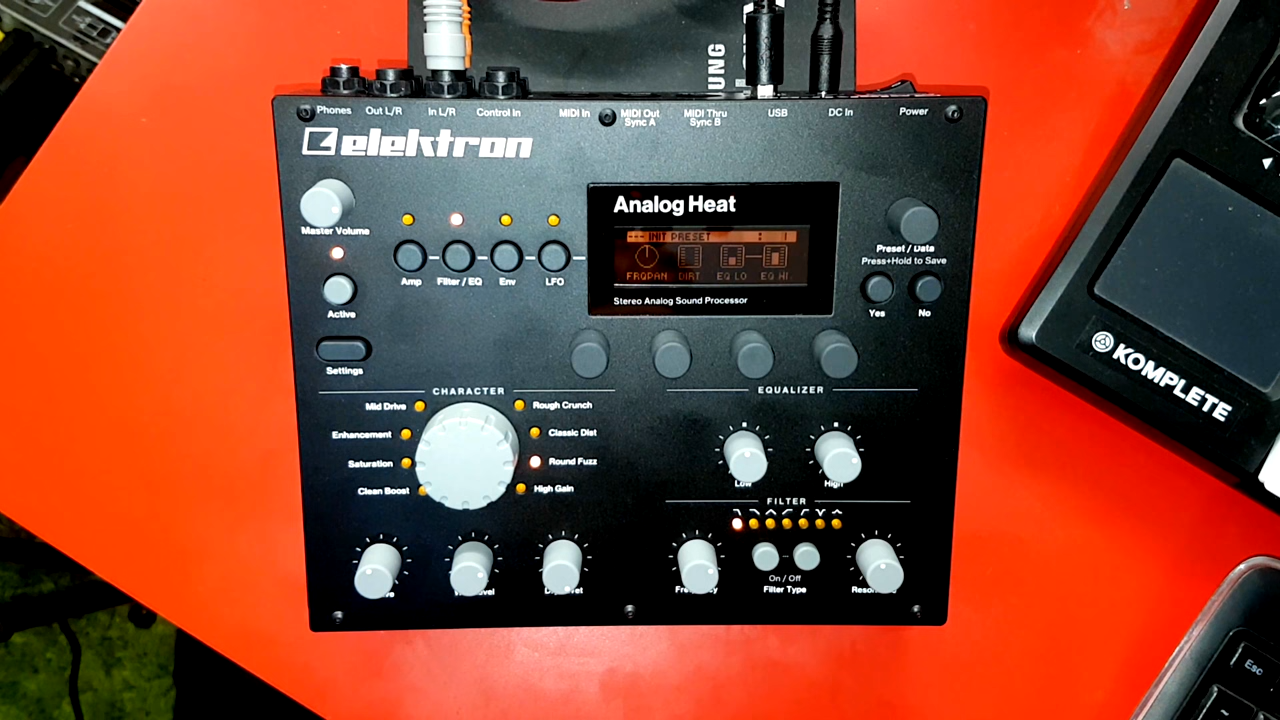 UNG
Phones
Out L/R
In L/R
Control In
MIDI In
MIDI Out
Sync A
MIDI Thru
Sync B
USB
DC In
Power
elektron
Master Volume
Active
Settings
Amp
Filter / EQ
Env
LFO
Analog Heat
--- INIT PRESET : 1
FRQPAN DIRT EQ LO EQ HI
Stereo Analog Sound Processor
Preset / Data
Press+Hold to Save
Yes
No
CHARACTER
Mid Drive
Rough Crunch
Enhancement
Classic Dist
Saturation
Round Fuzz
Clean Boost
High Gain
EQUALIZER
Low
High
FILTER
On / Off
Filter Type
KOMPLETE
Esc
~